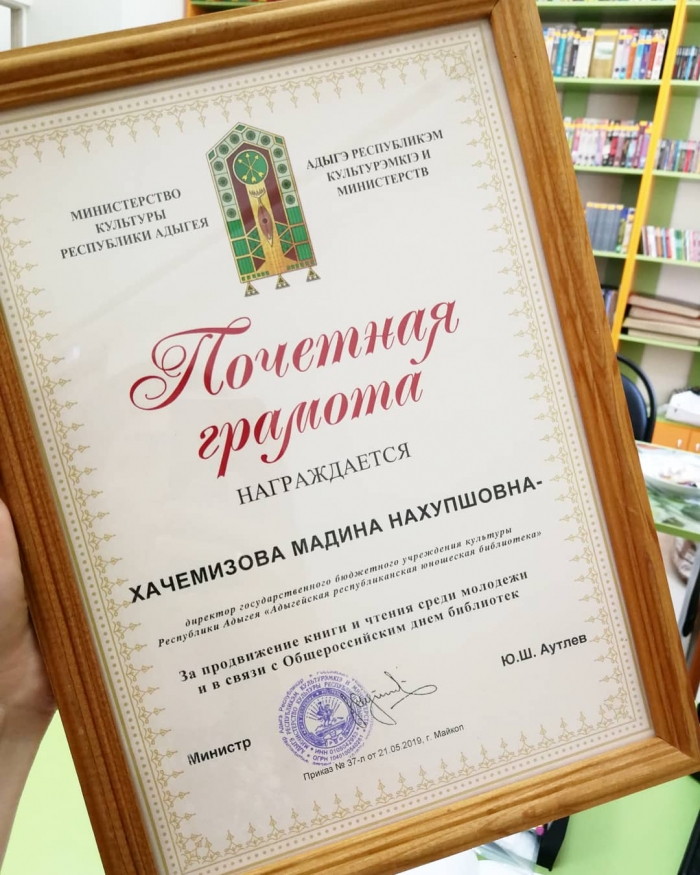 МИНИСТЕРСТВО
КУЛЬТУРЫ
РЕСПУБЛИКИ АДЫГЕЯ
АДЫГЭ РЕСПУБЛИКЭМ
КУЛЬТУРЭМКIЭ И
МИНИСТЕРСТВ
Почетная
грамота
НАГРАЖДАЕТСЯ
ХАЧЕМИЗОВА МАДИНА НАХУПШОВНА-
директор государственного бюджетного учреждения культуры
Республики Адыгея «Адыгейская республиканская юношеская библиотека»
За продвижение книги и чтения среди молодежи
и в связи с Общероссийским днем библиотек
Министр
Ю.Ш. Аутлев
Приказ № 37-л от 21.05.2019, г. Майкоп